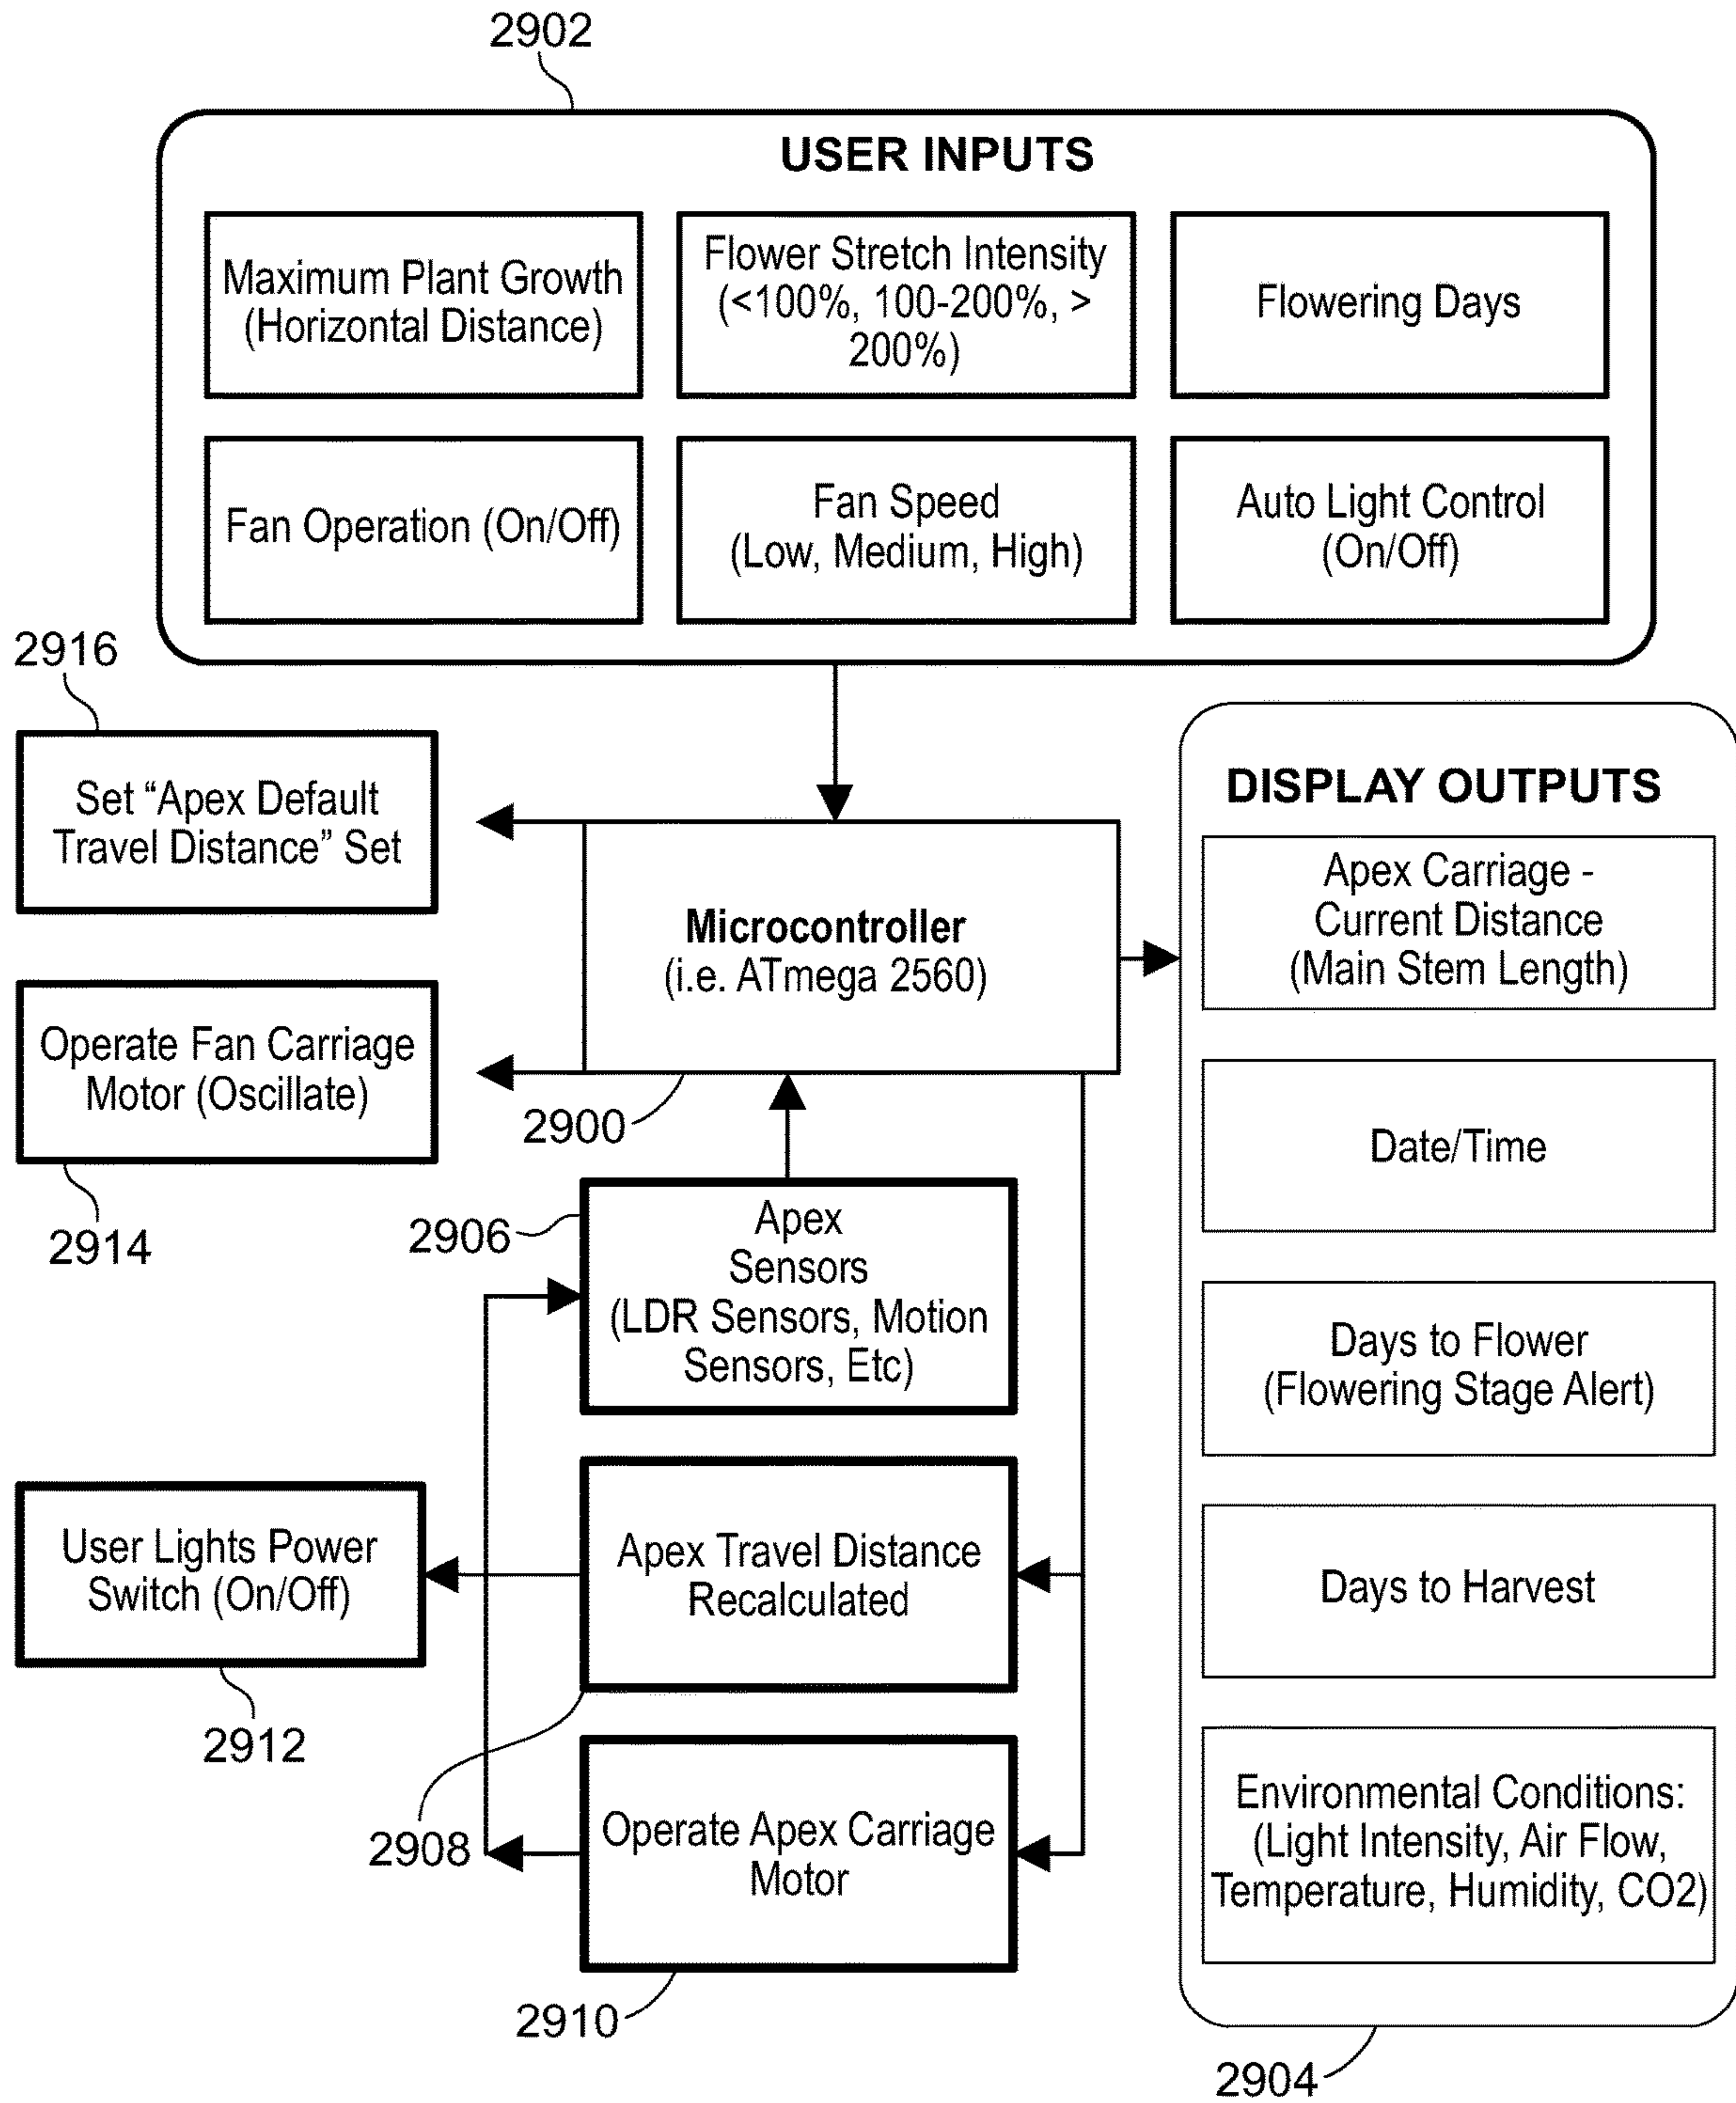 2902
USER INPUTS
Maximum Plant Growth
(Horizontal Distance)
Flower Stretch Intensity
(<100%, 100-200%, >
200%)
Flowering Days
Fan Operation (On/Off)
Fan Speed
(Low, Medium, High)
Auto Light Control
(On/Off)
2916
Set “Apex Default
Travel Distance” Set
Microcontroller
(i.e. ATmega 2560)
2900
Operate Fan Carriage
Motor (Oscillate)
2914
2906
Apex
Sensors
(LDR Sensors, Motion
Sensors, Etc)
User Lights Power
Switch (On/Off)
2912
Apex Travel Distance
Recalculated
2908
Operate Apex Carriage
Motor
2910
DISPLAY OUTPUTS
Apex Carriage -
Current Distance
(Main Stem Length)
Date/Time
Days to Flower
(Flowering Stage Alert)
Days to Harvest
Environmental Conditions:
(Light Intensity, Air Flow,
Temperature, Humidity, CO2)
2904